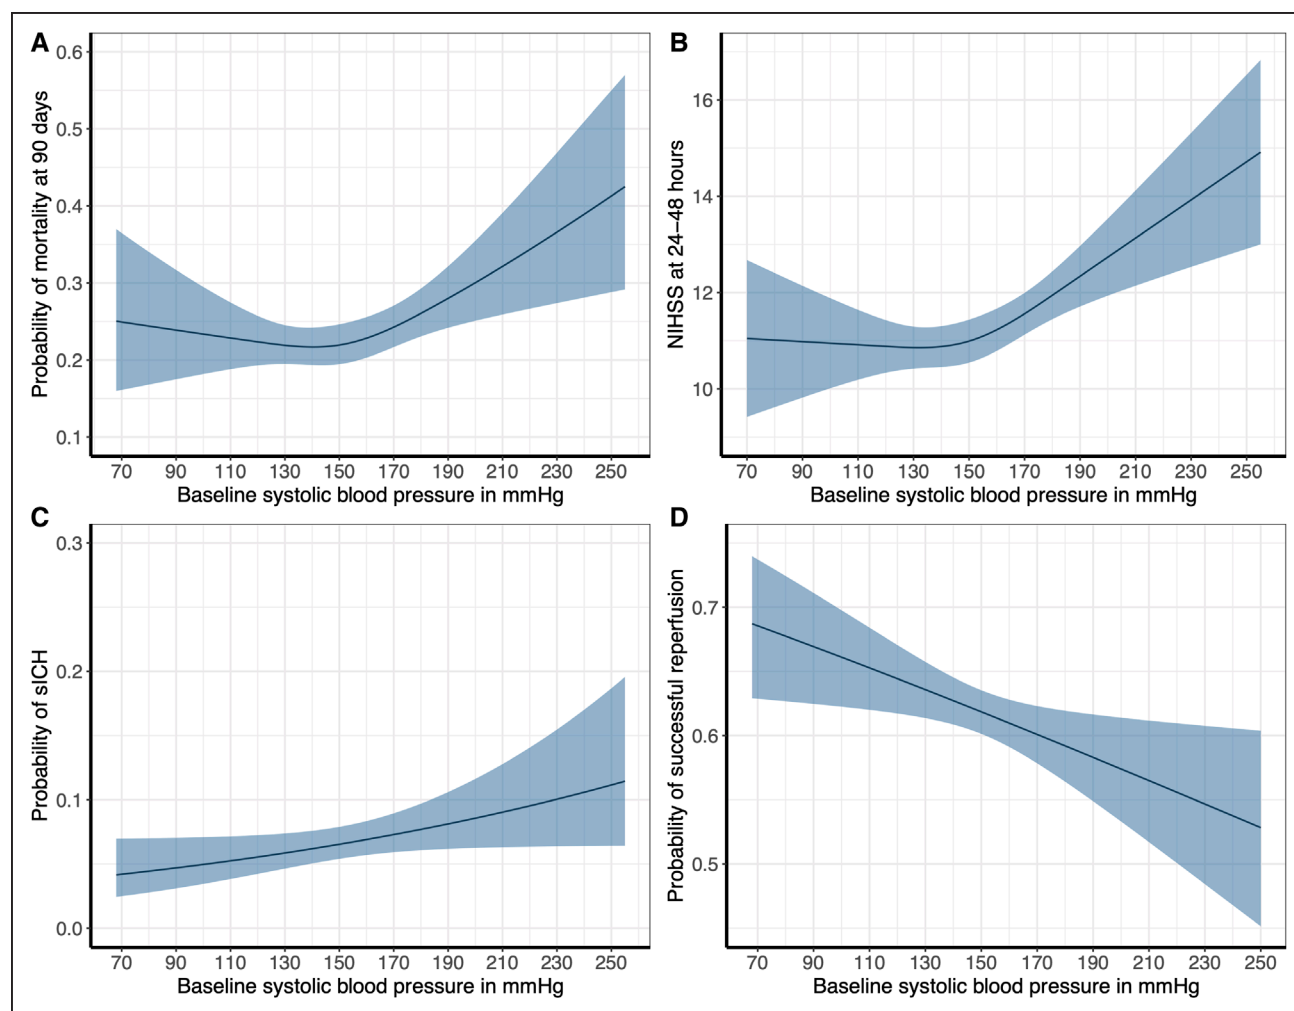 A
Probability of mortality at 90 days
0.6
0.5
0.4
0.3
0.2
0.1
70 90 110 130 150 170 190 210 230 250
Baseline systolic blood pressure in mmHg
B
NIHSS at 24–48 hours
16
14
12
10
70 90 110 130 150 170 190 210 230 250
Baseline systolic blood pressure in mmHg
C
Probability of sICH
0.3
0.2
0.1
0.0
70 90 110 130 150 170 190 210 230 250
Baseline systolic blood pressure in mmHg
D
Probability of successful reperfusion
0.7
0.6
0.5
70 90 110 130 150 170 190 210 230 250
Baseline systolic blood pressure in mmHg